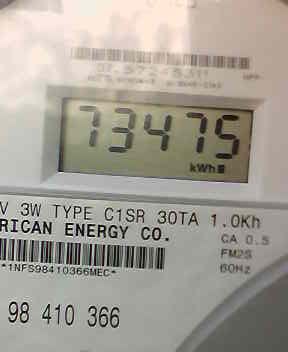 73475
kWh
V 3W TYPE C1SR 30TA 1.0Kh
RICAN ENERGY CO.
CA 0.5
FM2S
60Hz
*1NFS98410366MEC*
98 410 366